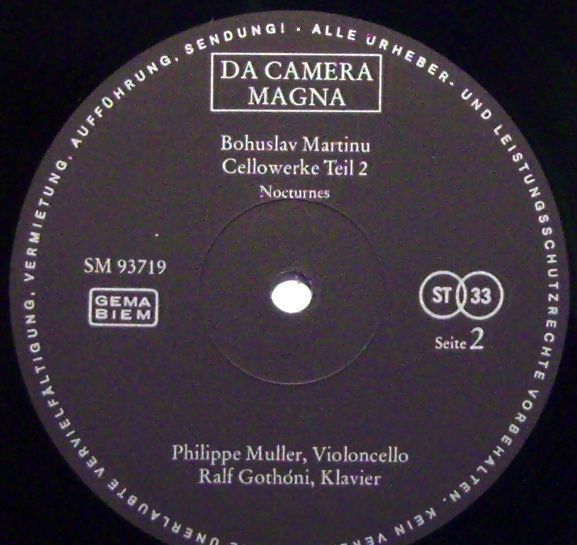 ALLE URHEBER- UND LEISTUNGSSCHUTZRECHTE VORBEHALTEN. KEIN
UNERLAUBTE VERVIELFÄLTIGUNG, VERMIETUNG, AUFFÜHRUNG, SENDUNG! ·
DA CAMERA
MAGNA
Bohuslav Martinu
Cellowerke Teil 2
Nocturnes
SM 93719
GEMA
BIEM
ST 33
Seite 2
Philippe Muller, Violoncello
Ralf Gothóni, Klavier